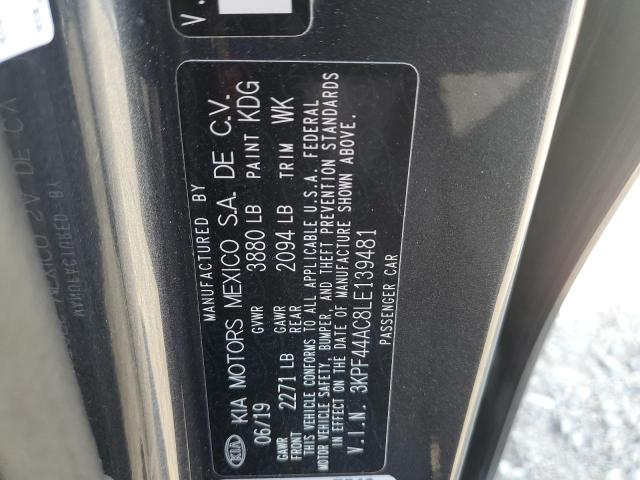 MANUFACTURED BY
KIA KIA MOTORS MEXICO S.A. DE C.V.
06/19 GVWR 3880 LB PAINT KDG
GAWR FRONT 2271 LB GAWR REAR 2094 LB TRIM WK
THIS VEHICLE CONFORMS TO ALL APPLICABLE U.S.A. FEDERAL
MOTOR VEHICLE SAFETY, BUMPER, AND THEFT PREVENTION STANDARDS
IN EFFECT ON THE DATE OF MANUFACTURE SHOWN ABOVE.
V.I.N. 3KPF44AC8LE139481
PASSENGER CAR